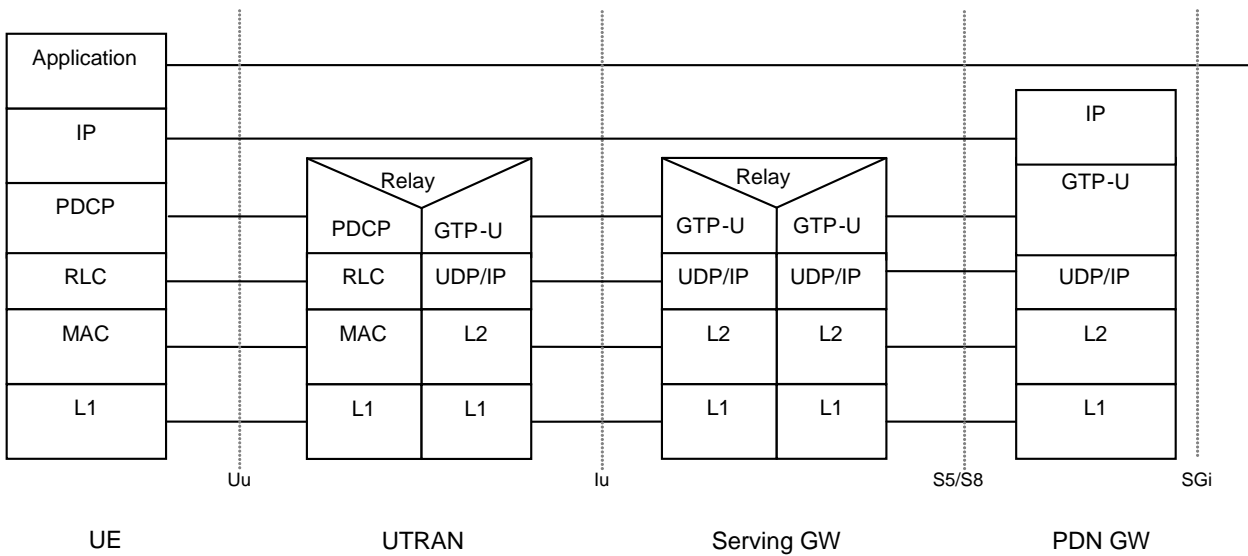 Application
IP
PDCP
RLC
MAC
L1
Relay
PDCP GTP-U
RLC UDP/IP
MAC L2
L1 L1
Relay
GTP-U GTP-U
UDP/IP UDP/IP
L2 L2
L1 L1
IP
GTP-U
UDP/IP
L2
L1
Uu Iu S5/S8 SGi
UE UTRAN Serving GW PDN GW